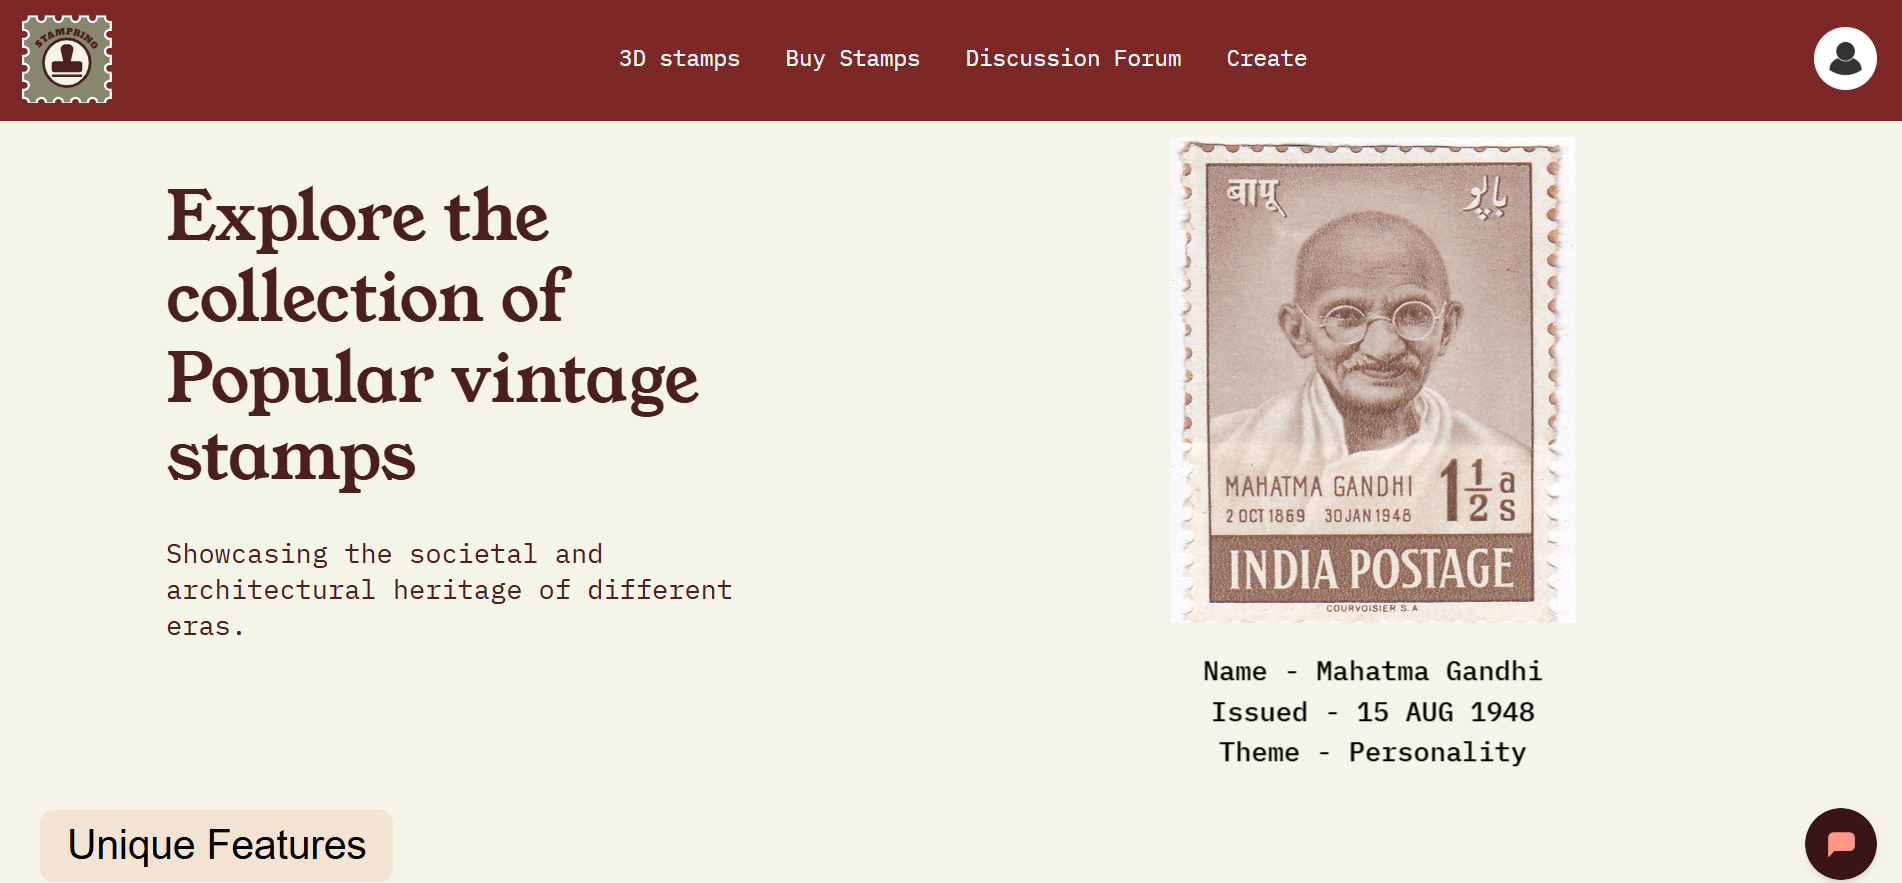 STAMPRINO
3D stamps Buy Stamps Discussion Forum Create
Explore the
collection of
Popular vintage
stamps
Showcasing the societal and
architectural heritage of different
eras.
बापू باپو
MAHATMA GANDHI 1 1/2 as
2 OCT 1869 30 JAN 1948
INDIA POSTAGE
COURVOISIER S.A.
Name - Mahatma Gandhi
Issued - 15 AUG 1948
Theme - Personality
Unique Features